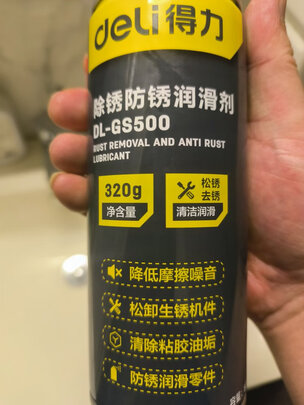 deli得力
除锈防锈润滑剂
DL-GS500
RUST REMOVAL AND ANTI RUST
LUBRICANT
320g
净含量
松锈
去锈
清洁润滑
降低摩擦噪音
松卸生锈机件
清除粘胶油垢
防锈润滑零件